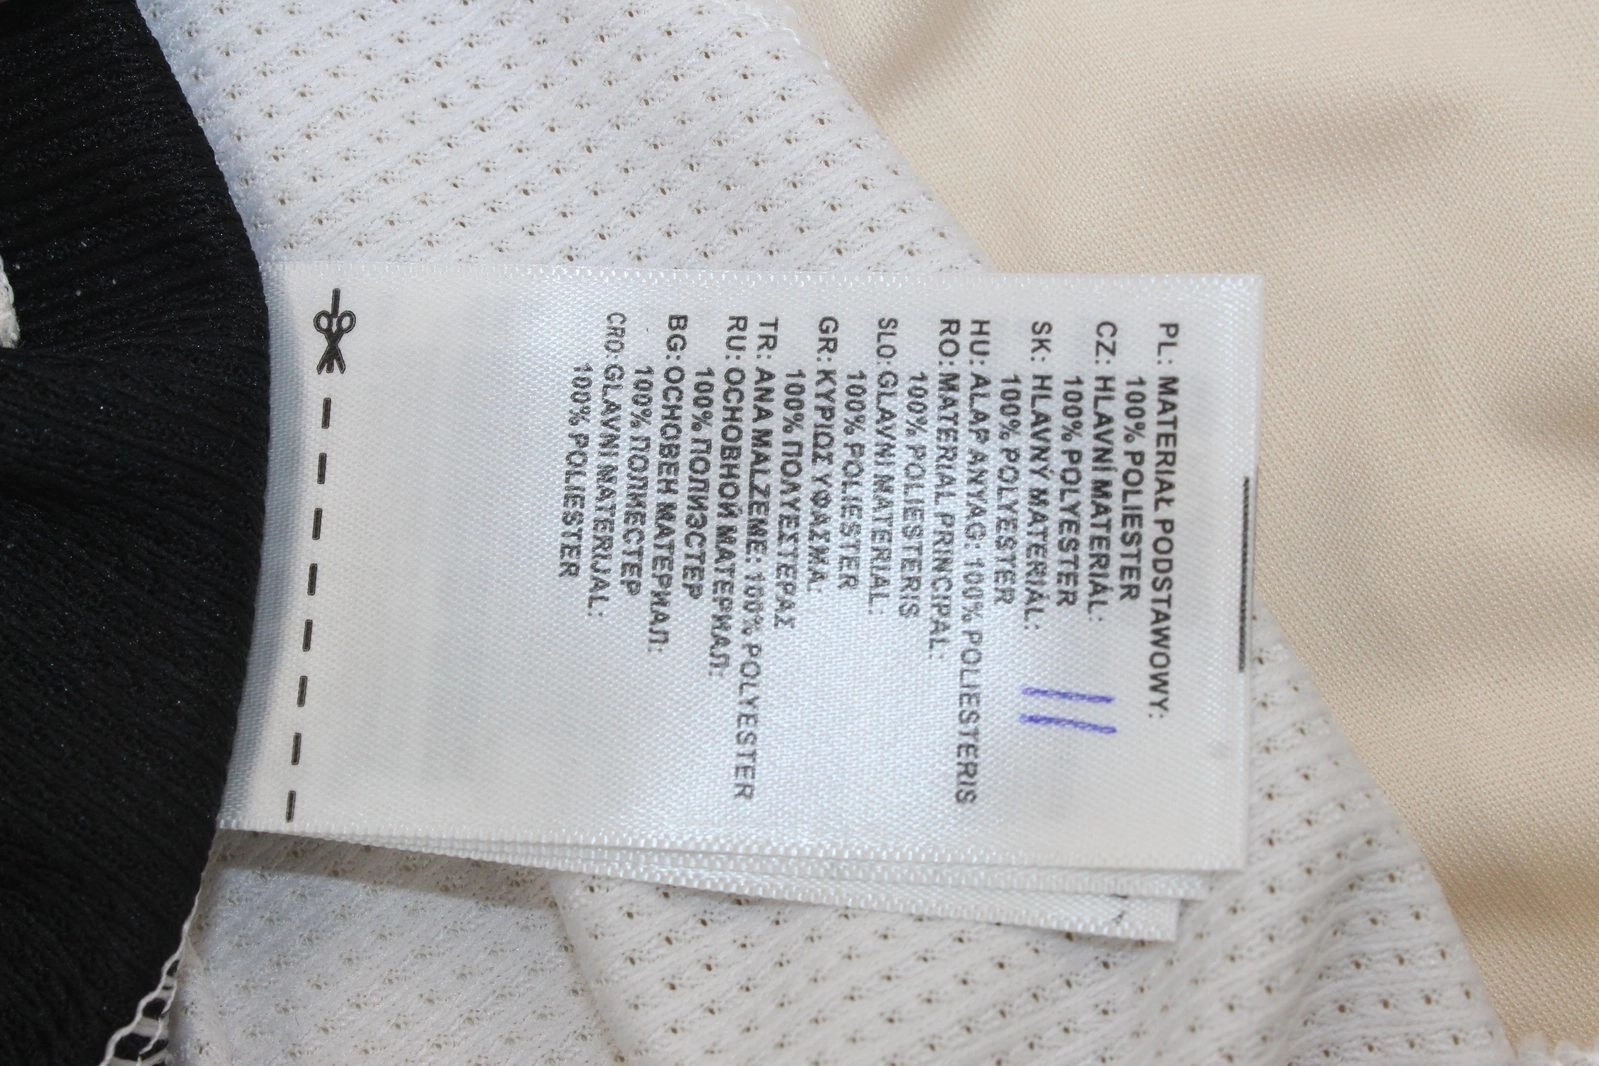 PL: MATERIAŁ PODSTAWOWY:
100% POLIESTER
CZ: HLAVNÍ MATERIÁL:
100% POLYESTER
SK: HLAVNÝ MATERIÁL:
100% POLYESTER
HU: ALAP ANYAG: 100% POLIESTERIS
RO: MATERIAL PRINCIPAL:
100% POLIESTERIS
SLO: GLAVNI MATERIAL:
100% POLIESTER
GR: ΚΥΡΙΩΣ ΥΦΑΣΜΑ:
100% ΠΟΛΥΕΣΤΕΡΑΣ
TR: ANA MALZEME: 100% POLYESTER
RU: ОСНОВНОЙ МАТЕРИАЛ:
100% ПОЛИЭСТЕР
BG: ОСНОВЕН МАТЕРИАЛ:
100% ПОЛИЕСТЕР
CRO: GLAVNI MATERIJAL:
100% POLIESTER